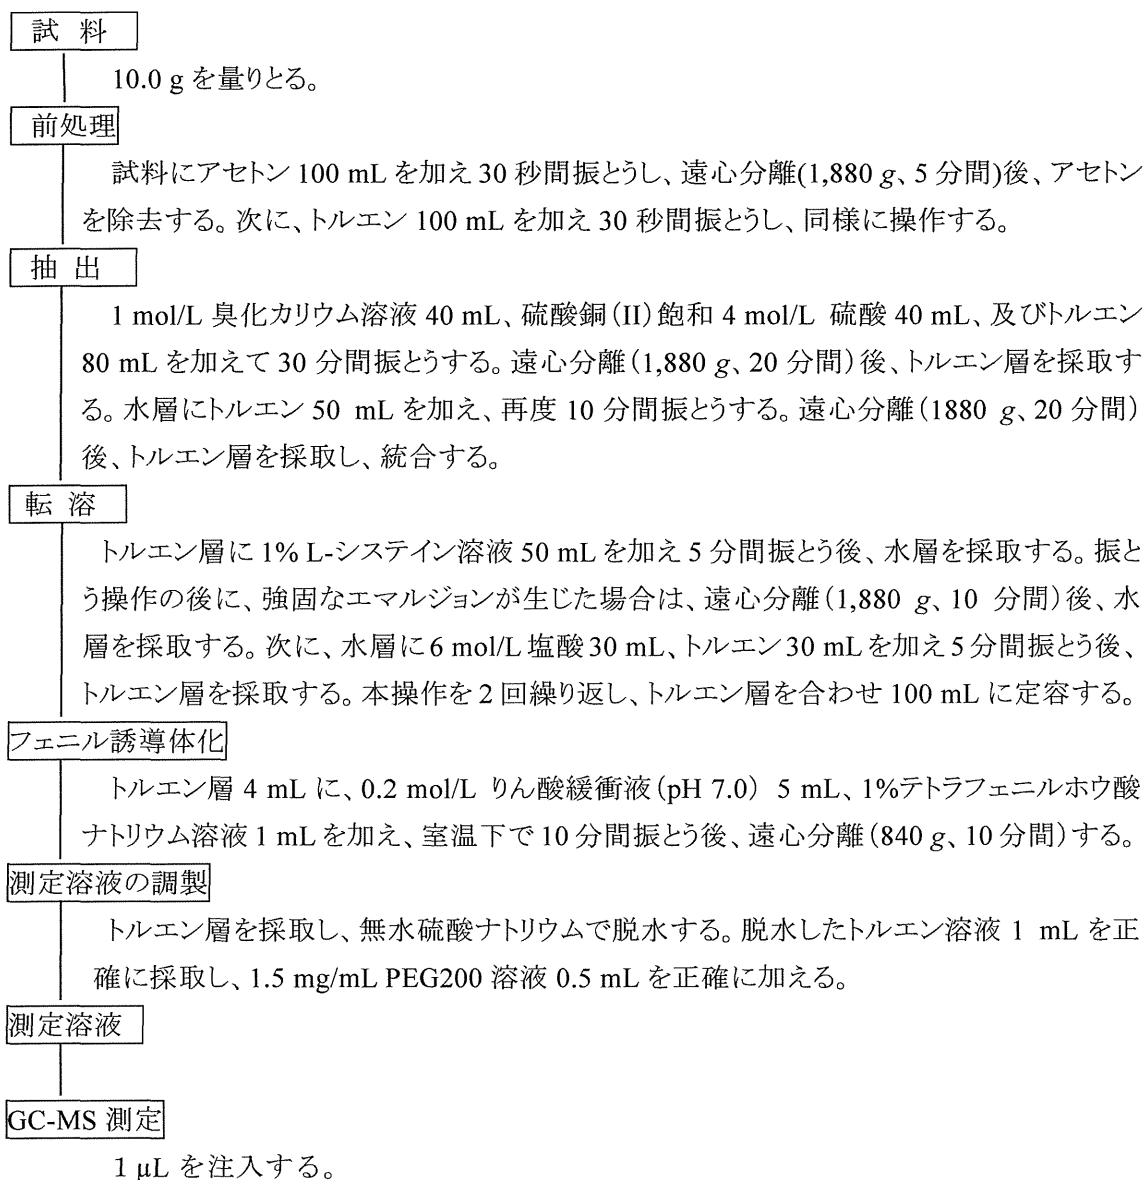 試 料
10.0 g を量りとる。
前処理
試料にアセトン 100 mL を加え 30 秒間振とうし、遠心分離(1,880 g、5 分間)後、アセトン
を除去する。次に、トルエン 100 mL を加え 30 秒間振とうし、同様に操作する。
抽 出
1 mol/L 臭化カリウム溶液 40 mL、硫酸銅(II)飽和 4 mol/L 硫酸 40 mL、及びトルエン
80 mL を加えて 30 分間振とうする。遠心分離(1,880 g、20 分間)後、トルエン層を採取す
る。水層にトルエン 50 mL を加え、再度 10 分間振とうする。遠心分離(1880 g、20 分間)
後、トルエン層を採取し、統合する。
転 溶
トルエン層に 1% L-システイン溶液 50 mL を加え 5 分間振とう後、水層を採取する。振と
う操作の後に、強固なエマルジョンが生じた場合は、遠心分離(1,880 g、10 分間)後、水
層を採取する。次に、水層に 6 mol/L 塩酸 30 mL、トルエン 30 mL を加え 5 分間振とう後、
トルエン層を採取する。本操作を 2 回繰り返し、トルエン層を合わせ 100 mL に定容する。
フェニル誘導体化
トルエン層 4 mL に、0.2 mol/L りん酸緩衝液(pH 7.0) 5 mL、1%テトラフェニルホウ酸
ナトリウム溶液 1 mL を加え、室温下で 10 分間振とう後、遠心分離(840 g、10 分間)する。
測定溶液の調製
トルエン層を採取し、無水硫酸ナトリウムで脱水する。脱水したトルエン溶液 1 mL を正
確に採取し、1.5 mg/mL PEG200 溶液 0.5 mL を正確に加える。
測定溶液
GC-MS 測定
1 μL を注入する。